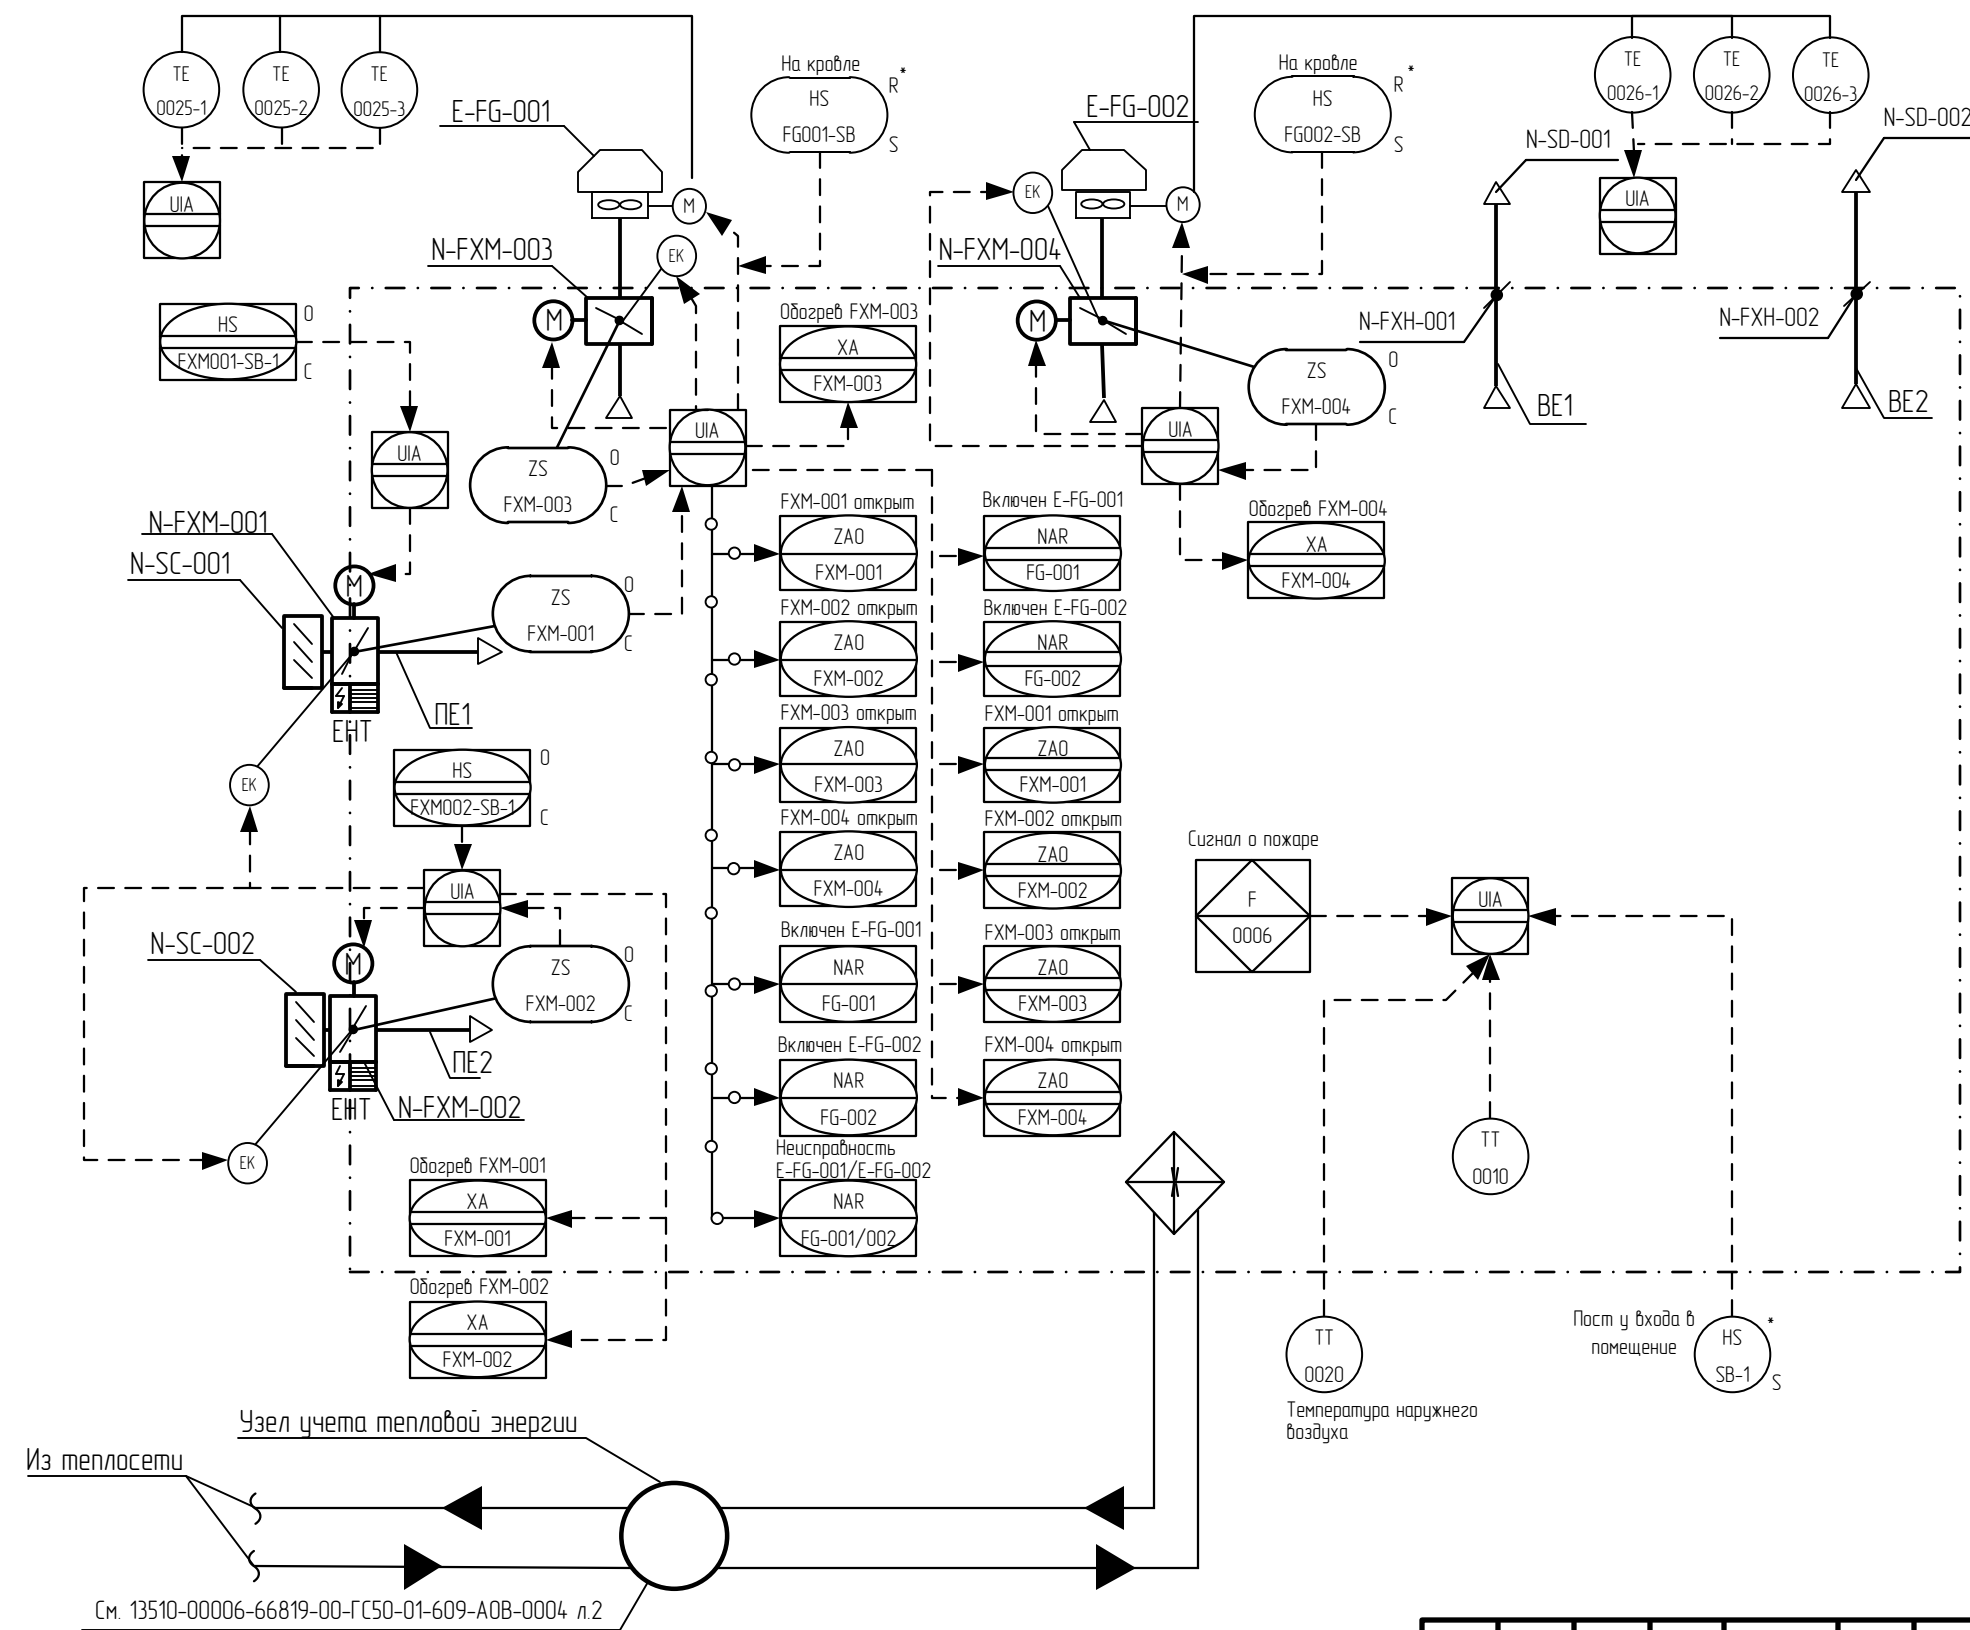 TE
0025-1
TE
0025-2
TE
0025-3
E-FG-001
На кровле
HS
FG001-SB
R*
S
E-FG-002
На кровле
HS
FG002-SB
R*
S
TE
0026-1
TE
0026-2
TE
0026-3
N-SD-001
N-SD-002
UIA
UIA
M
EK
M
N-FXM-003
EK
N-FXM-004
HS
FXM001-SB-1
O
C
M
Обогрев FXM-003
XA
FXM-003
M
N-FXH-001
N-FXH-002
ZS
FXM-004
O
C
BE1
BE2
UIA
UIA
UIA
ZS
FXM-003
O
C
N-FXM-001
N-SC-001
M
FXM-001 открыт
ZAO
FXM-001
Включен E-FG-001
NAR
FG-001
Обогрев FXM-004
XA
FXM-004
ZS
FXM-001
O
C
FXM-002 открыт
ZAO
FXM-002
Включен E-FG-002
NAR
FG-002
ПЕ1
ЕНТ
FXM-003 открыт
ZAO
FXM-003
FXM-001 открыт
ZAO
FXM-001
EK
HS
FXM002-SB-1
O
C
FXM-004 открыт
ZAO
FXM-004
FXM-002 открыт
ZAO
FXM-002
Сигнал о пожаре
F
0006
UIA
UIA
N-SC-002
M
ZS
FXM-002
O
C
Включен E-FG-001
NAR
FG-001
FXM-003 открыт
ZAO
FXM-003
ПЕ2
ЕНТ
N-FXM-002
Включен E-FG-002
NAR
FG-002
FXM-004 открыт
ZAO
FXM-004
EK
TT
0010
Обогрев FXM-001
XA
FXM-001
Неисправность
E-FG-001/E-FG-002
NAR
FG-001/002
Обогрев FXM-002
XA
FXM-002
TT
0020
Температура наружнего
воздуха
Пост у входа в
помещение
HS
SB-1
*
S
Узел учета тепловой энергии
Из теплосети
См. 13510-00006-66819-00-ГС50-01-609-АОВ-0004 л.2